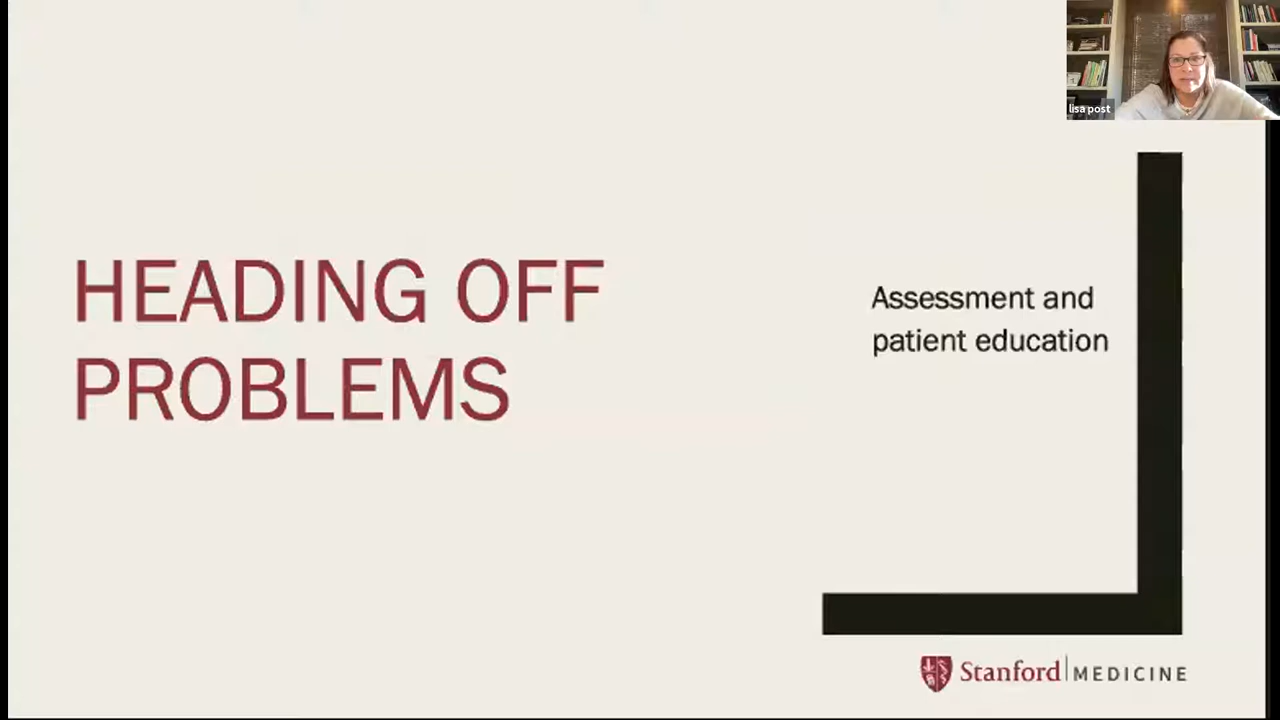 lisa post
HEADING OFF
PROBLEMS
Assessment and
patient education
Stanford MEDICINE